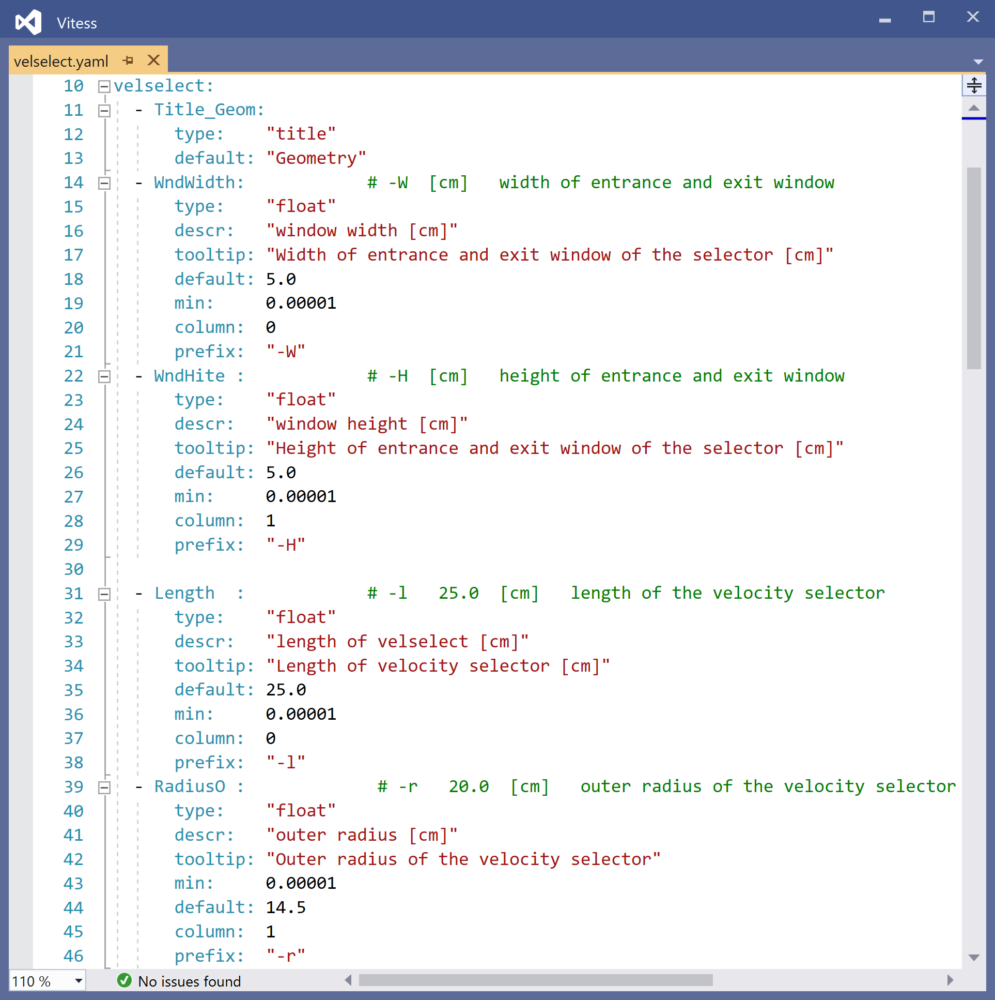 Vitess
velselect.yaml
10 velselect:
11   - Title_Geom:
12       type:    "title"
13       default: "Geometry"
14   - WndWidth:            # -W  [cm]   width of entrance and exit window
15       type:    "float"
16       descr:   "window width [cm]"
17       tooltip: "Width of entrance and exit window of the selector [cm]"
18       default: 5.0
19       min:     0.00001
20       column:  0
21       prefix:  "-W"
22   - WndHite :            # -H  [cm]   height of entrance and exit window
23       type:    "float"
24       descr:   "window height [cm]"
25       tooltip: "Height of entrance and exit window of the selector [cm]"
26       default: 5.0
27       min:     0.00001
28       column:  1
29       prefix:  "-H"
30
31   - Length  :            # -l   25.0  [cm]   length of the velocity selector
32       type:    "float"
33       descr:   "length of velselect [cm]"
34       tooltip: "Length of velocity selector [cm]"
35       default: 25.0
36       min:     0.00001
37       column:  0
38       prefix:  "-l"
39   - RadiusO :             # -r   20.0  [cm]   outer radius of the velocity selector
40       type:    "float"
41       descr:   "outer radius [cm]"
42       tooltip: "Outer radius of the velocity selector"
43       min:     0.00001
44       default: 14.5
45       column:  1
46       prefix:  "-r"
110 % No issues found